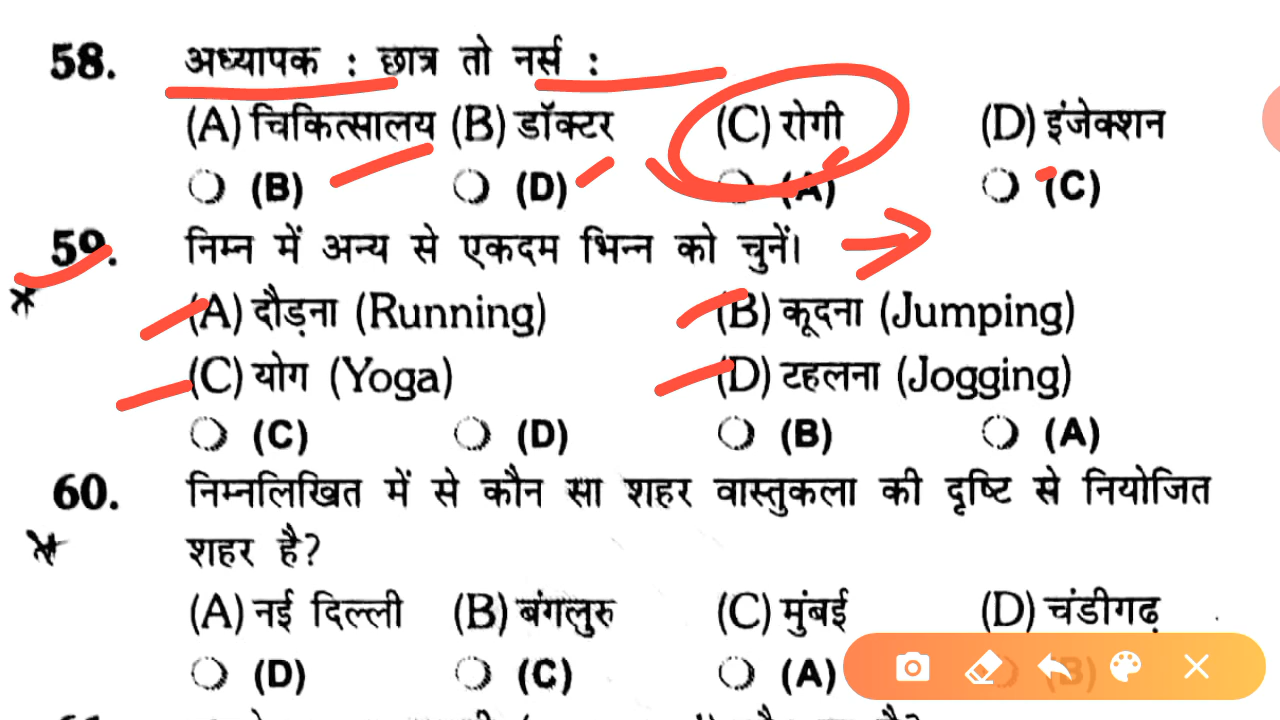 58. अध्यापक : छात्र तो नर्स :
(A) चिकित्सालय (B) डॉक्टर (C) रोगी (D) इंजेक्शन
(B) (D) (A) (C)
59. निम्न में अन्य से एकदम भिन्न को चुनें।
(A) दौड़ना (Running) (B) कूदना (Jumping)
(C) योग (Yoga) (D) टहलना (Jogging)
(C) (D) (B) (A)
60. निम्नलिखित में से कौन सा शहर वास्तुकला की दृष्टि से नियोजित
शहर है?
(A) नई दिल्ली (B) बंगलुरु (C) मुंबई (D) चंडीगढ़
(D) (C) (A) (B)